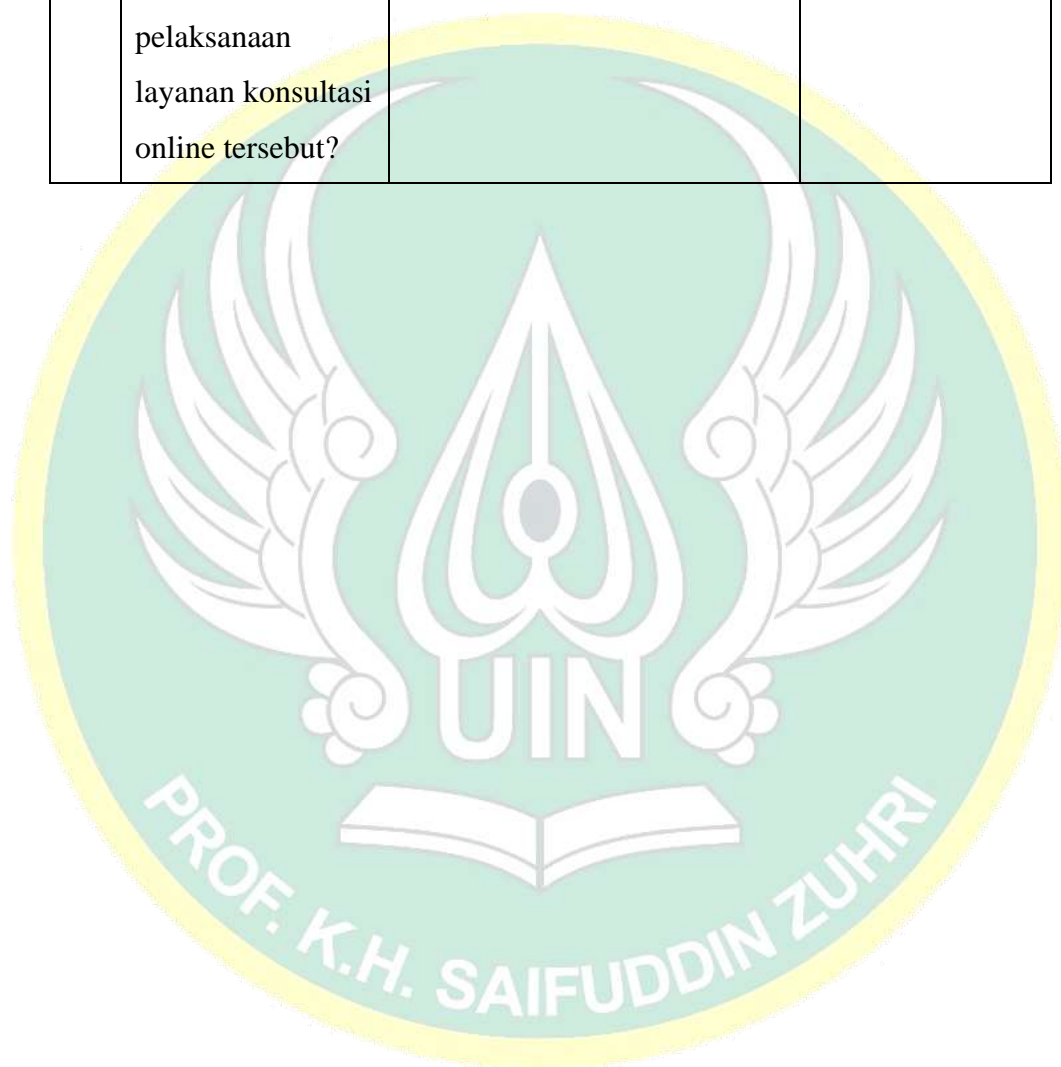 pelaksanaan
layanan konsultasi
online tersebut?
UIN
PROF. K.H. SAIFUDDIN ZUHRI